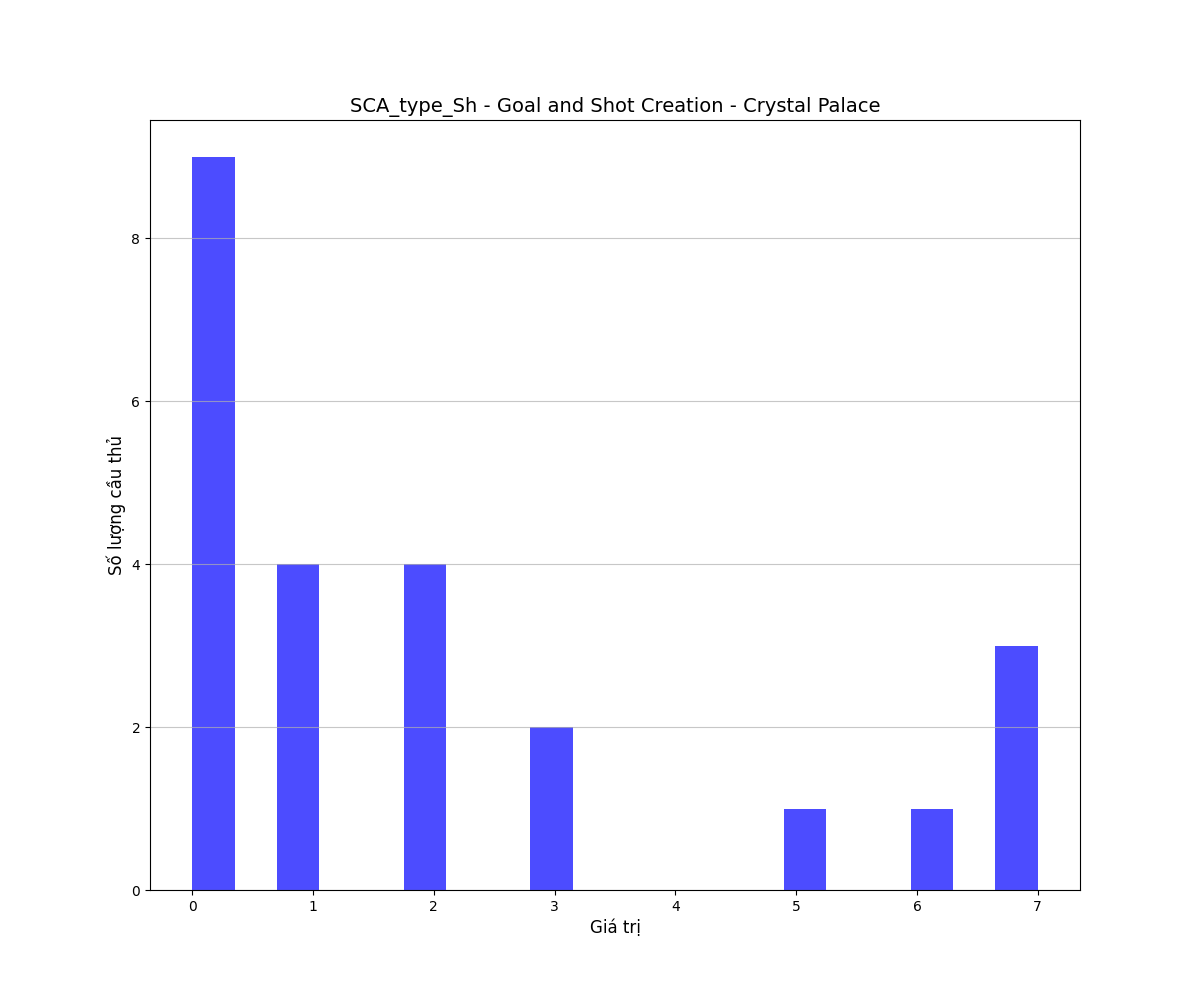 SCA_type_Sh - Goal and Shot Creation - Crystal Palace
8
6
4
2
0
Số lượng cầu thủ
0 1 2 3 4 5 6 7
Giá trị